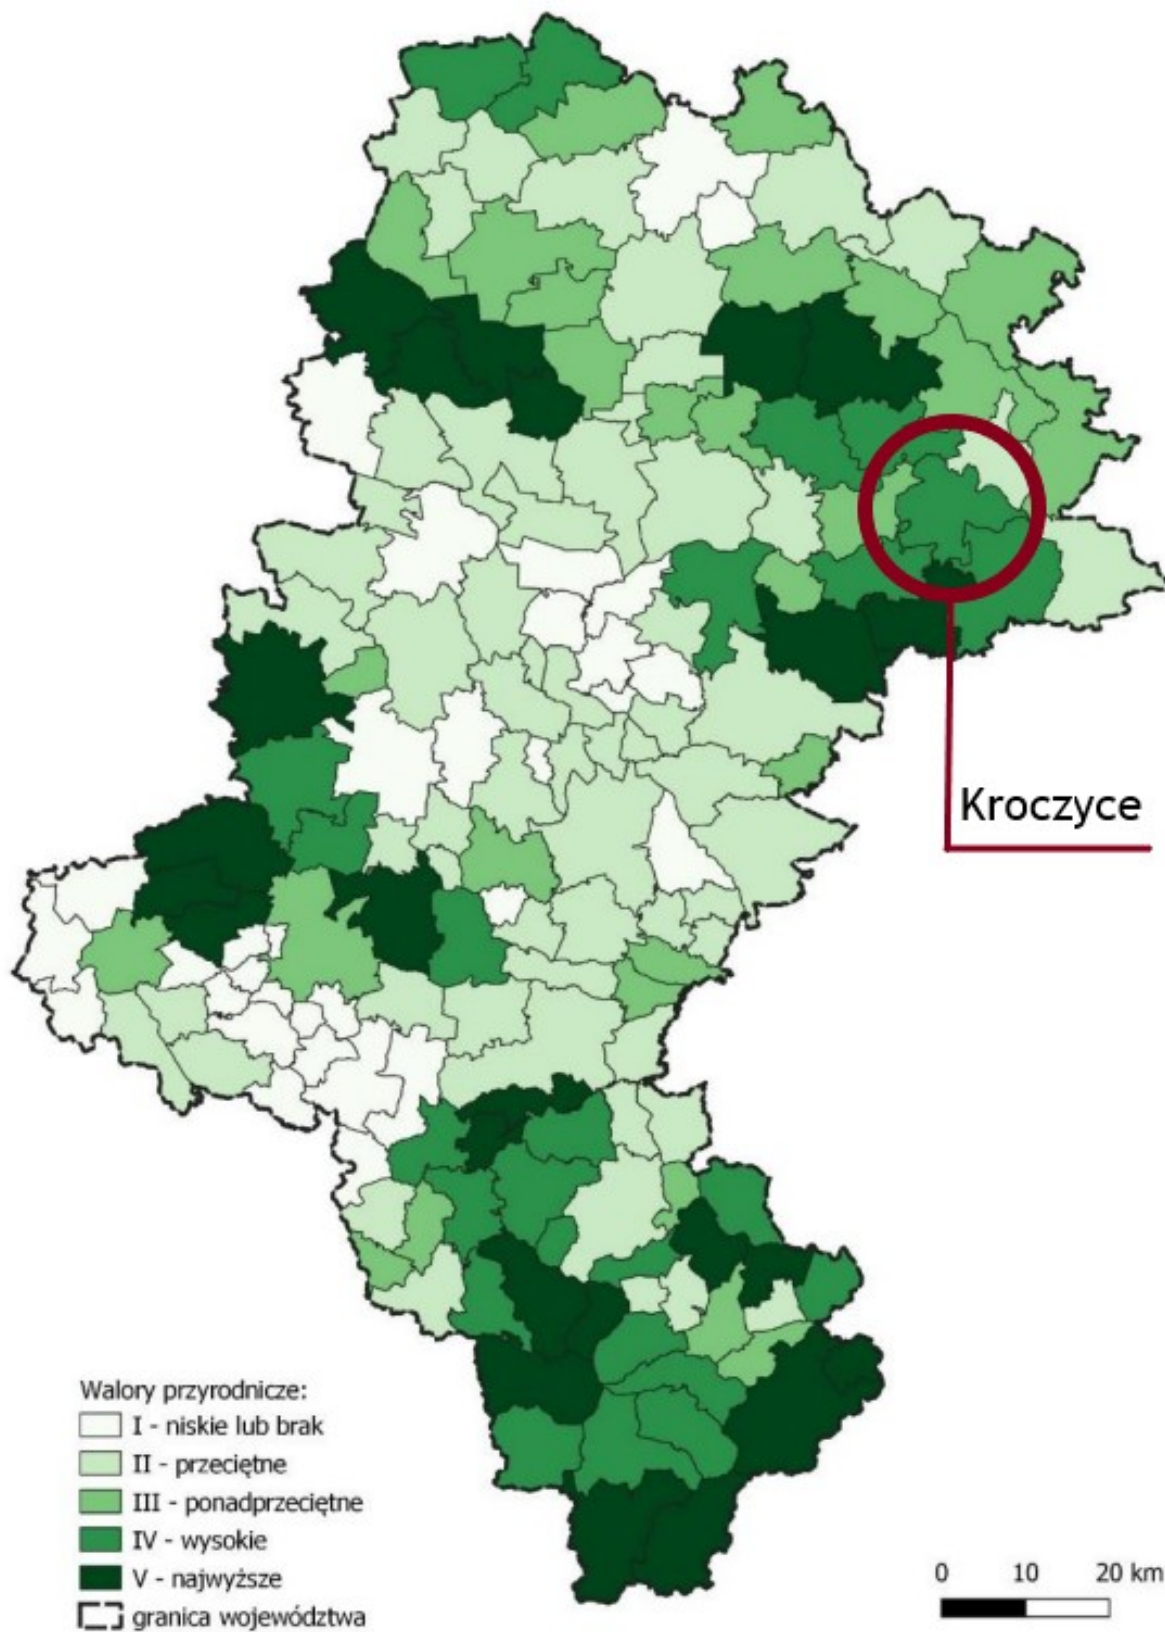 Kroczyce
Walory przyrodnicze:
I - niskie lub brak
II - przeciętne
III - ponadprzeciętne
IV - wysokie
V - najwyższe
granica województwa
0 10 20 km